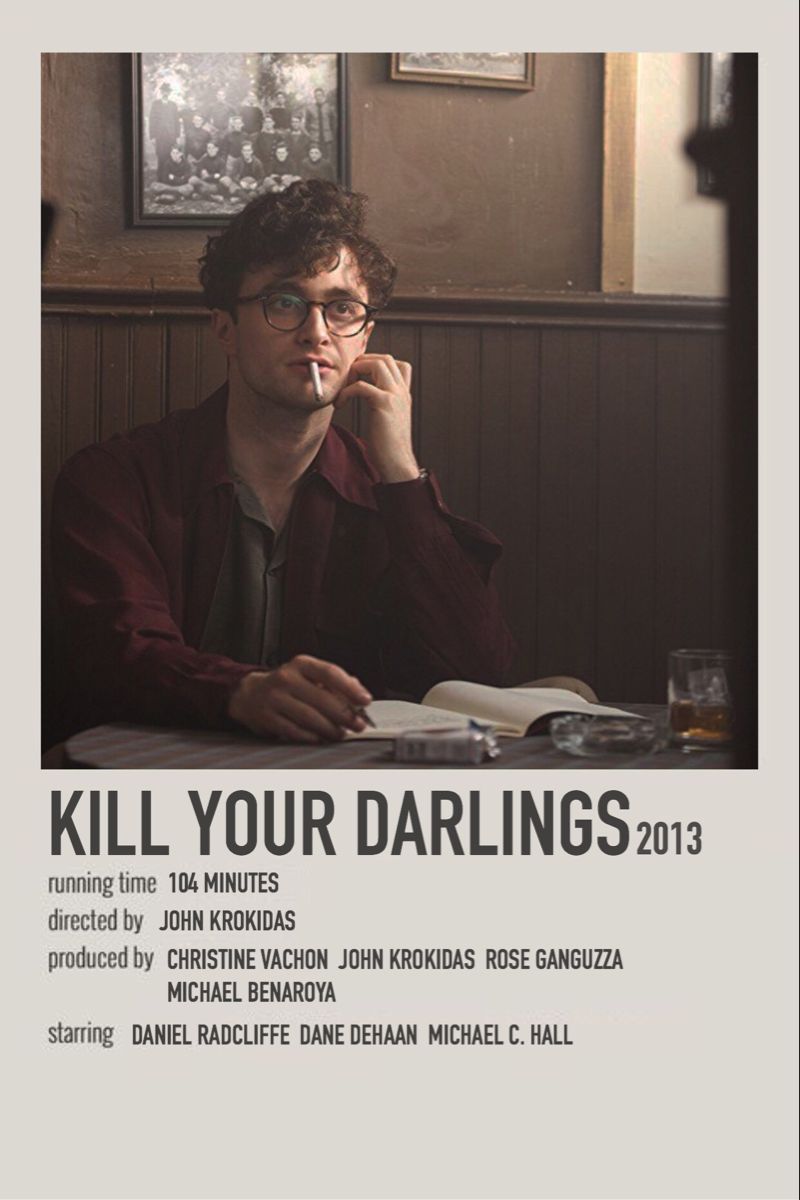 KILL YOUR DARLINGS 2013
running time 104 MINUTES
directed by JOHN KROKIDAS
produced by CHRISTINE VACHON JOHN KROKIDAS ROSE GANGUZZA
MICHAEL BENAROYA
starring DANIEL RADCLIFFE DANE DEHAAN MICHAEL C. HALL